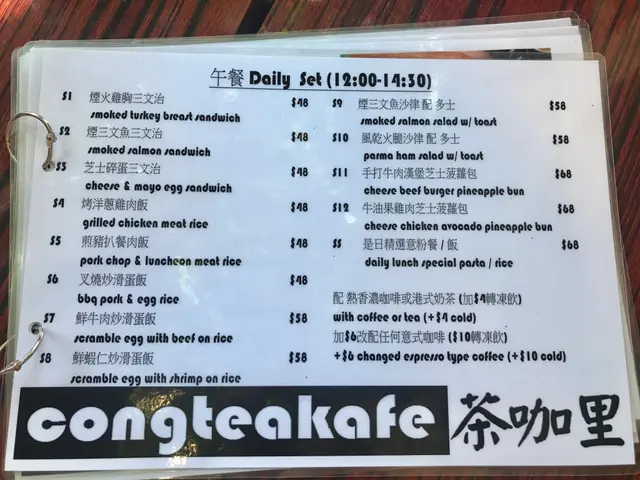 午餐 Daily Set (12:00-14:30)
S1 煙火雞胸三文治 $48
smoked turkey breast sandwich
S2 煙三文魚三文治 $48
smoked salmon sandwich
S3 芝士碎蛋三文治 $48
cheese & mayo egg sandwich
S4 烤洋蔥雞肉飯 $48
grilled chicken meat rice
S5 煎豬扒餐肉飯 $48
pork chop & luncheon meat rice
S6 叉燒炒滑蛋飯 $48
bbq pork & egg rice
S7 鮮牛肉炒滑蛋飯 $58
scramble egg with beef on rice
S8 鮮蝦仁炒滑蛋飯 $58
scramble egg with shrimp on rice
S9 煙三文魚沙律 配 多士 $58
smoked salmon salad w/ toast
S10 風乾火腿沙律 配 多士 $58
parma ham salad w/ toast
S11 手打牛肉漢堡芝士菠蘿包 $68
cheese beef burger pineapple bun
S12 牛油果雞肉芝士菠蘿包 $68
cheese chicken avocado pineapple bun
SS 是日精選意粉餐 / 飯 $68
daily lunch special pasta / rice
配 熱香濃咖啡或港式奶茶 (加$4轉凍飲)
with coffee or tea (+$4 cold)
加$6改配任何意式咖啡 ($10轉凍飲)
+$6 changed espresso type coffee (+$10 cold)
congteakafe 茶咖里